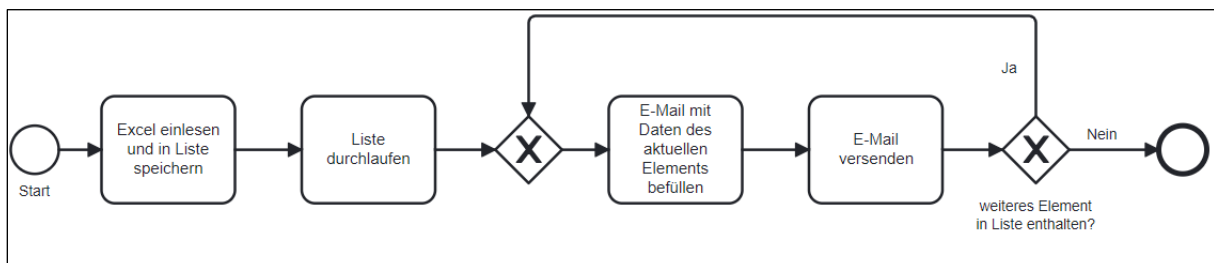 Start
Excel einlesen
und in Liste
speichern
Liste
durchlaufen
X
E-Mail mit
Daten des
aktuellen
Elements
befüllen
E-Mail
versenden
X
Ja
Nein
weiteres Element
in Liste enthalten?